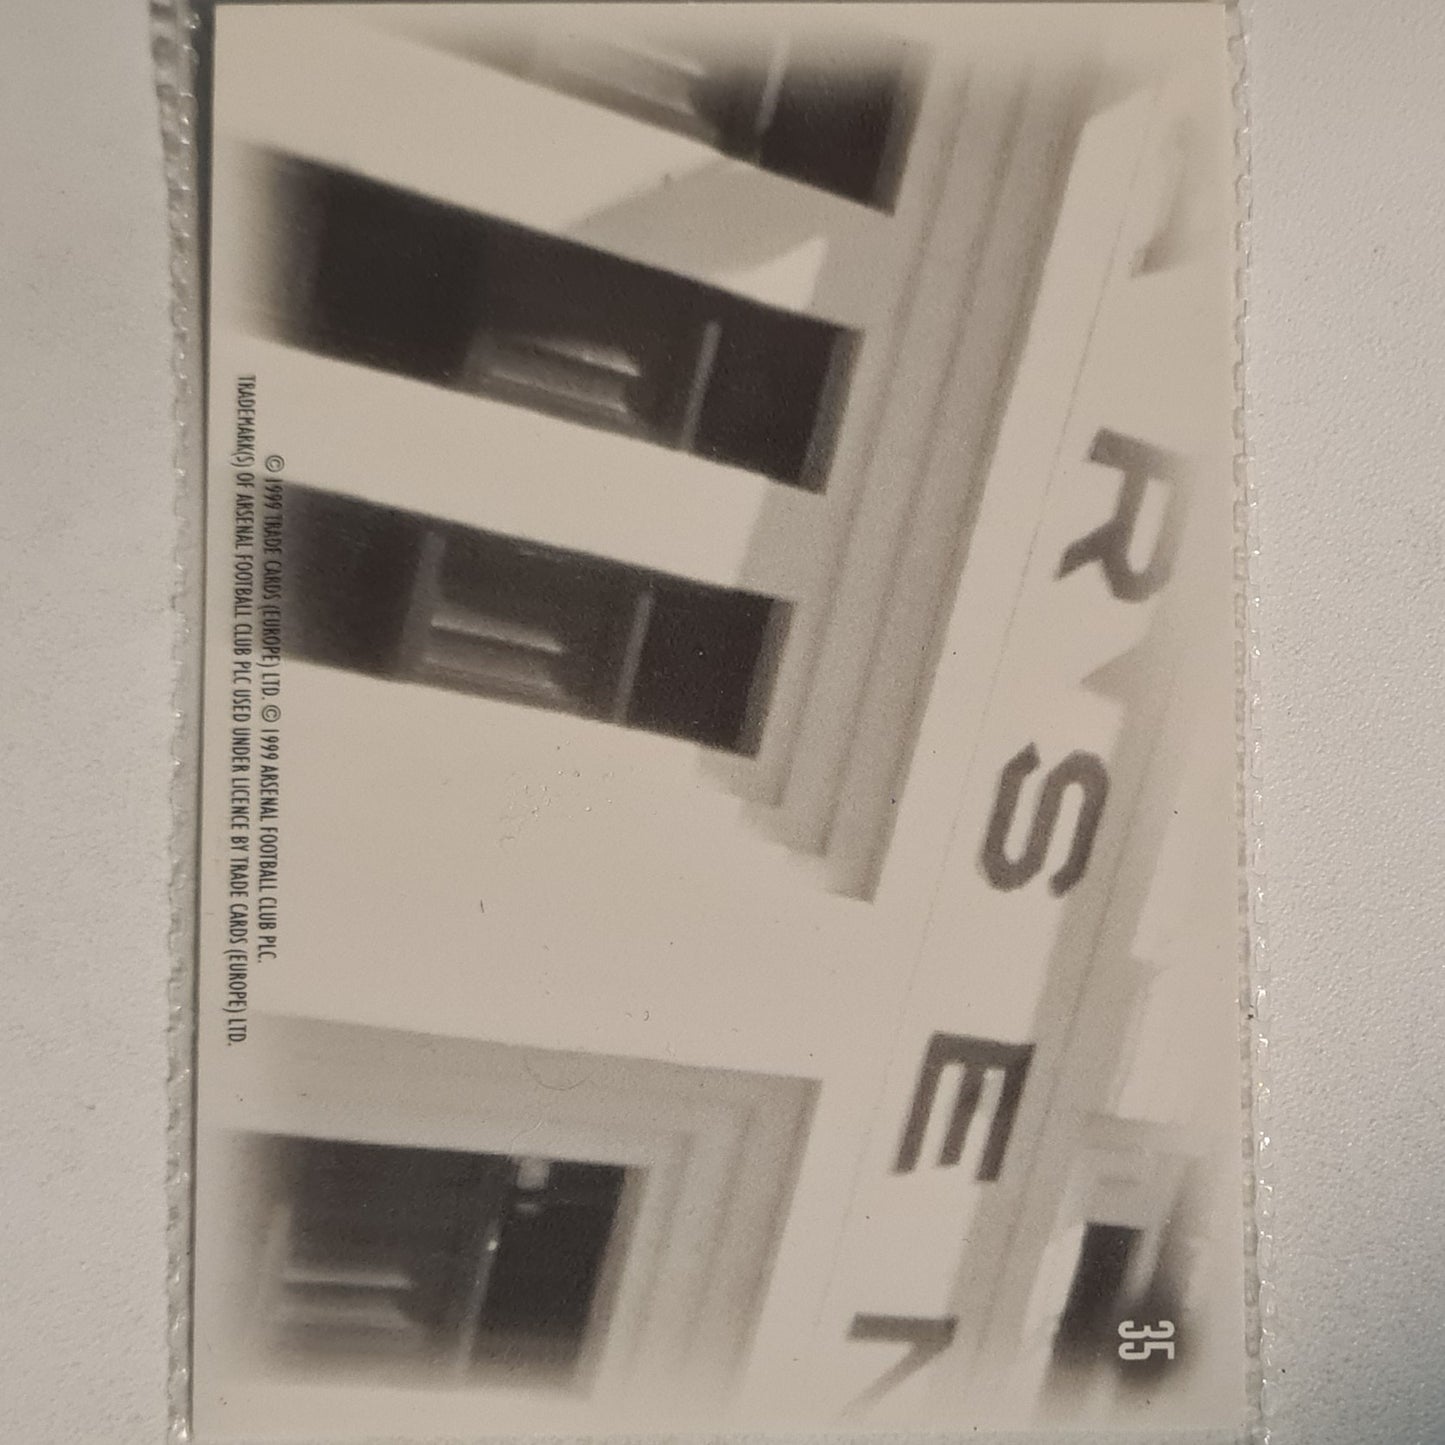 35
RSEN
© 1999 TRADE CARDS (EUROPE) LTD. © 1999 ARSENAL FOOTBALL CLUB PLC.
TRADEMARK(S) OF ARSENAL FOOTBALL CLUB PLC USED UNDER LICENCE BY TRADE CARDS (EUROPE) LTD.